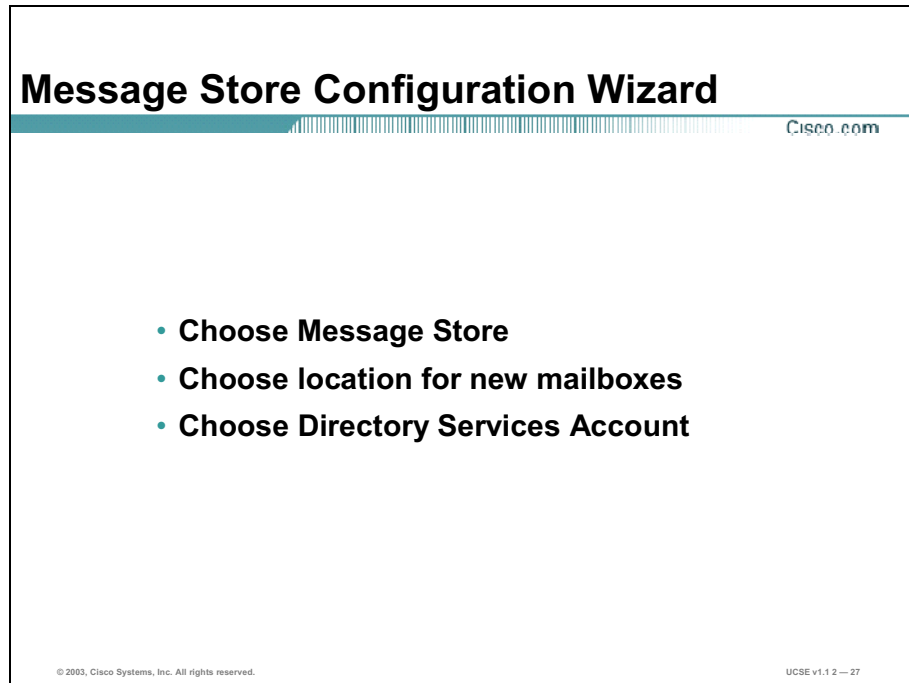 Message Store Configuration Wizard
Cisco.com
• Choose Message Store
• Choose location for new mailboxes
• Choose Directory Services Account
© 2003, Cisco Systems, Inc. All rights reserved.
UCSE v1.1 2 — 27